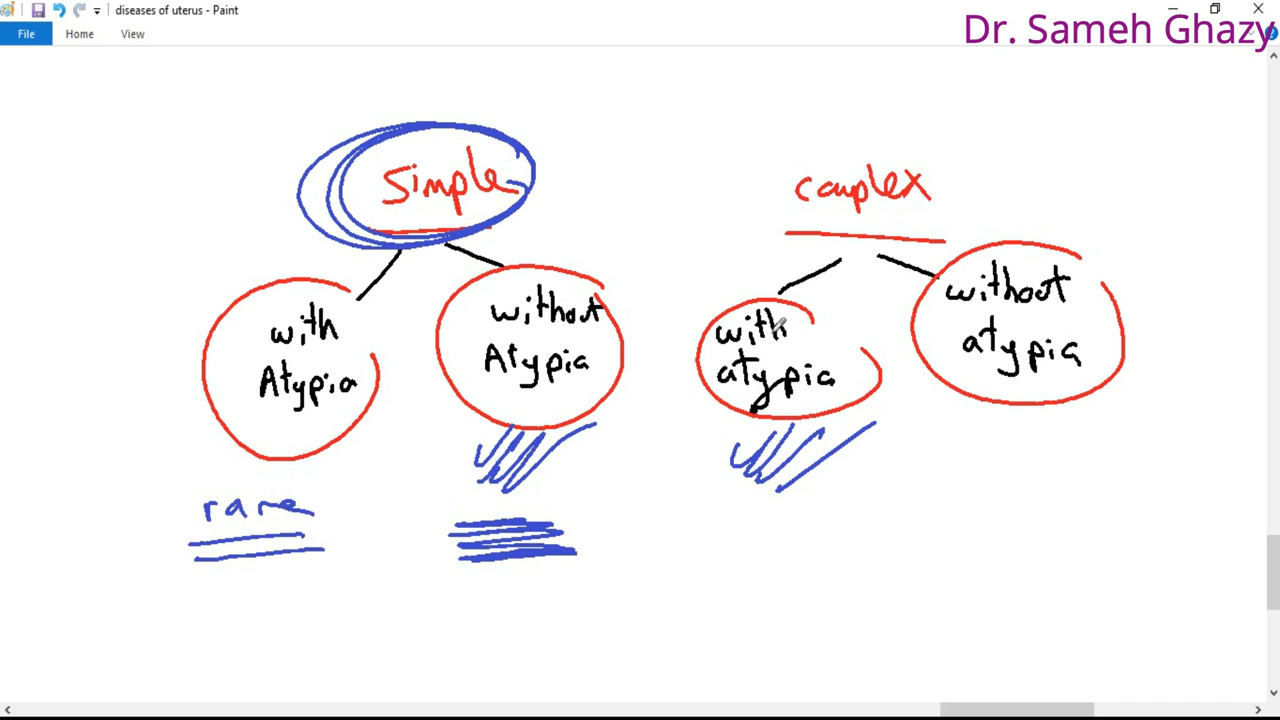 diseases of uterus - Paint
Dr. Sameh Ghazy
File Home View
Simple
complex
with
Atypia
without
Atypia
with
atypia
without
atypia
rare